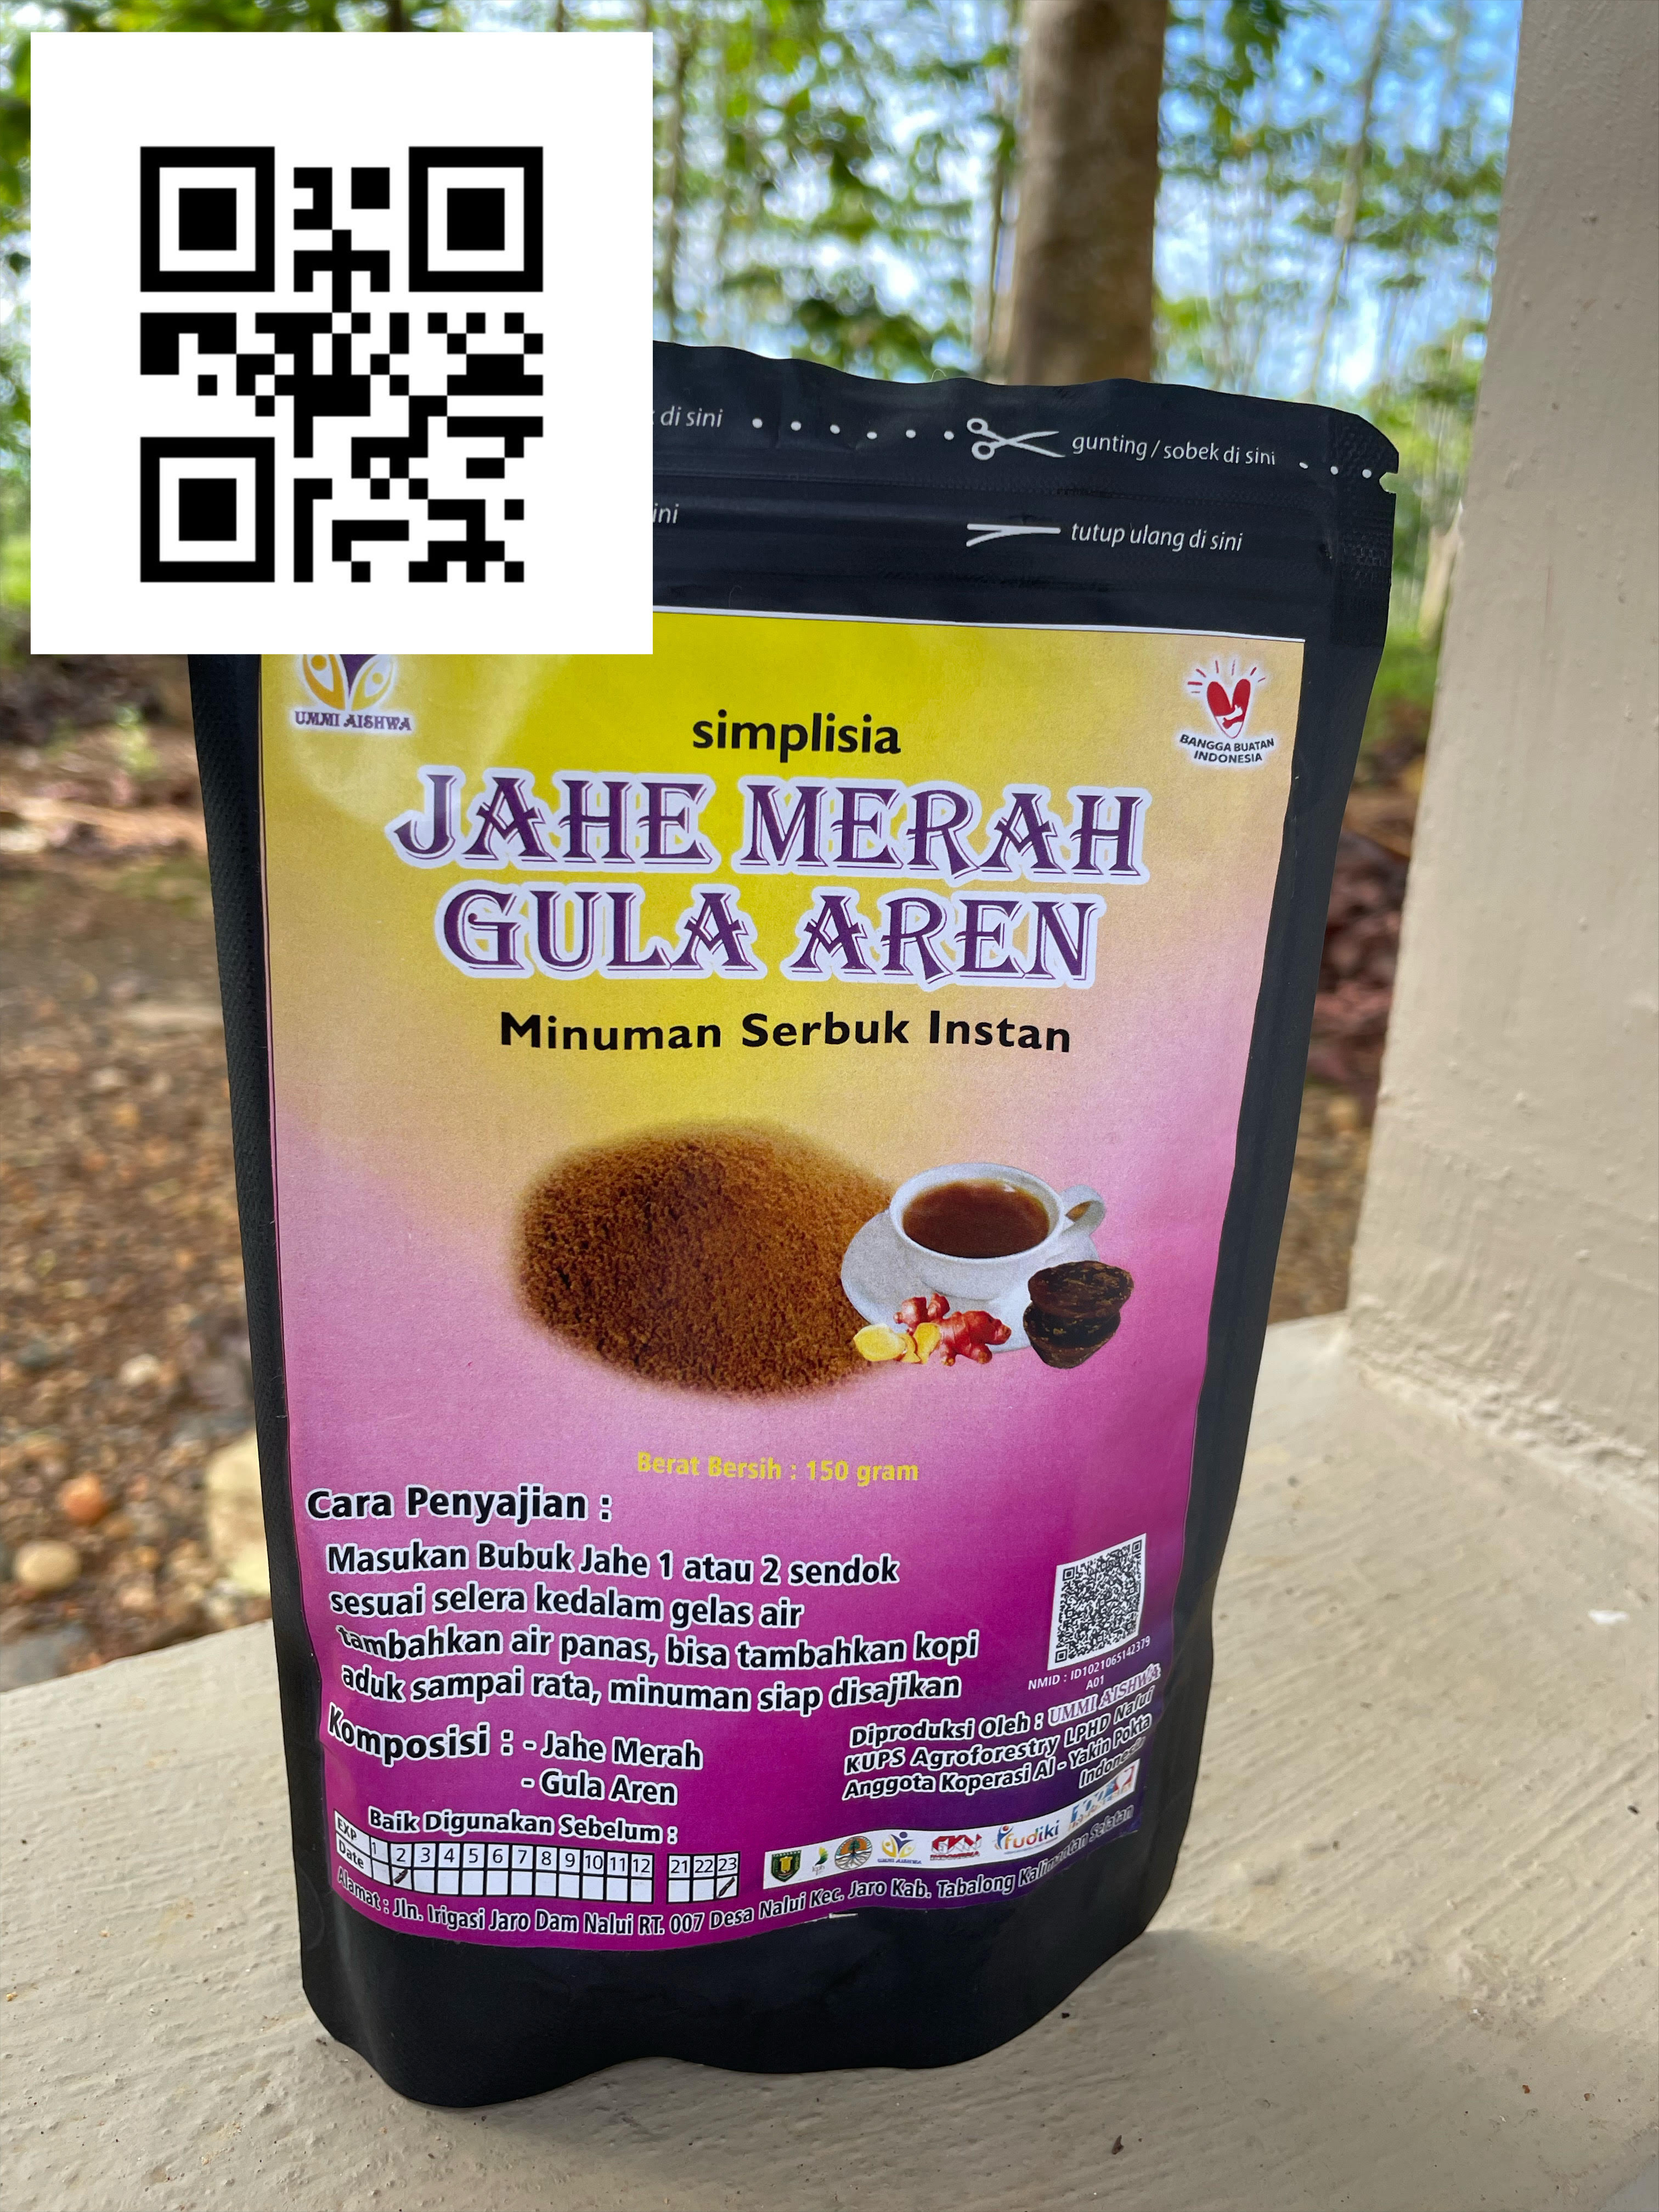 di sini
gunting / sobek di sini
ini
tutup ulang di sini
UMMI AISHWA
BANGGA BUATAN
INDONESIA
simplisia
JAHE MERAH
GULA AREN
Minuman Serbuk Instan
Berat Bersih : 150 gram
Cara Penyajian :
Masukan Bubuk Jahe 1 atau 2 sendok
sesuai selera kedalam gelas air
tambahkan air panas, bisa tambahkan kopi
aduk sampai rata, minuman siap disajikan
NMID : ID1021065142379
A01
Komposisi : - Jahe Merah
- Gula Aren
Diproduksi Oleh : UMMI AISHWA
KUPS Agroforestry LPHD Nalui
Anggota Koperasi Al - Yakin Pokta
Indonesia
Baik Digunakan Sebelum :
EXP 1 2 3 4 5 6 7 8 9 10 11 12 21 22 23
Date
fudiki
Alamat : Jln. Irigasi Jaro Dam Nalui RT. 007 Desa Nalui Kec. Jaro Kab. Tabalong Kalimantan Selatan